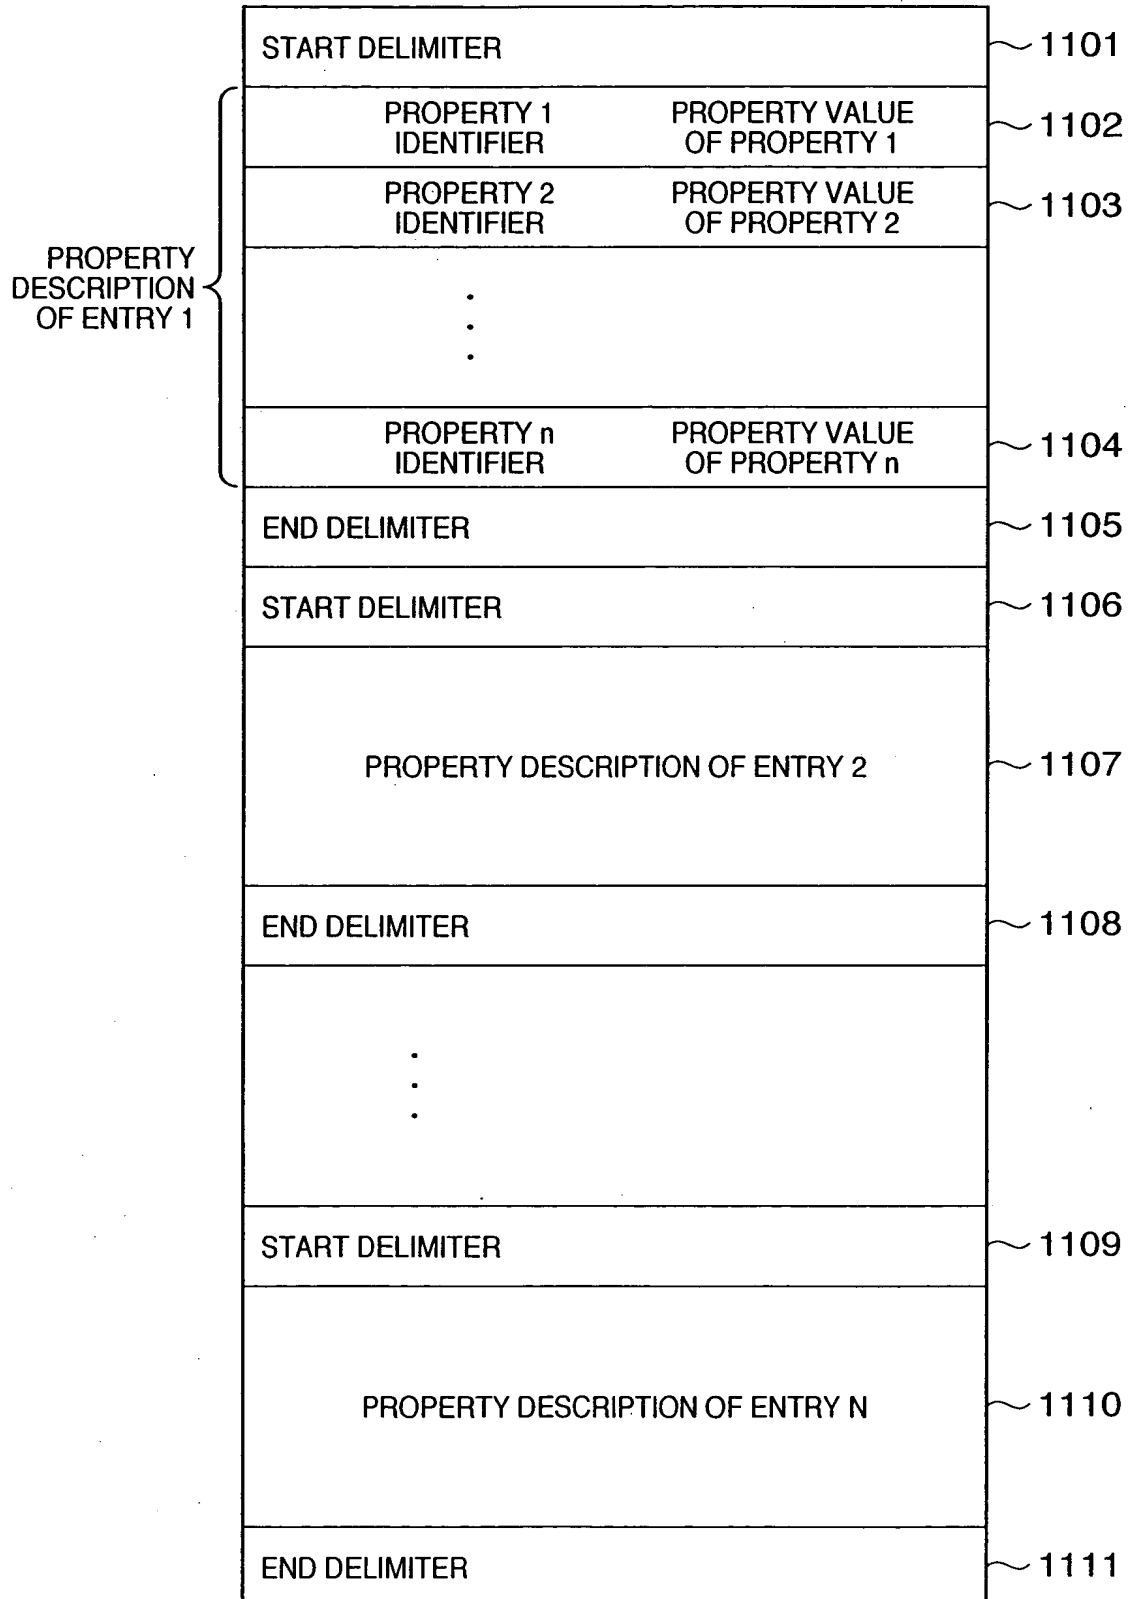 START DELIMITER
1101
PROPERTY 1 PROPERTY VALUE
IDENTIFIER OF PROPERTY 1
1102
PROPERTY 2 PROPERTY VALUE
IDENTIFIER OF PROPERTY 2
1103
PROPERTY
DESCRIPTION
OF ENTRY 1
PROPERTY n PROPERTY VALUE
IDENTIFIER OF PROPERTY n
1104
END DELIMITER
1105
START DELIMITER
1106
PROPERTY DESCRIPTION OF ENTRY 2
1107
END DELIMITER
1108
START DELIMITER
1109
PROPERTY DESCRIPTION OF ENTRY N
1110
END DELIMITER
1111